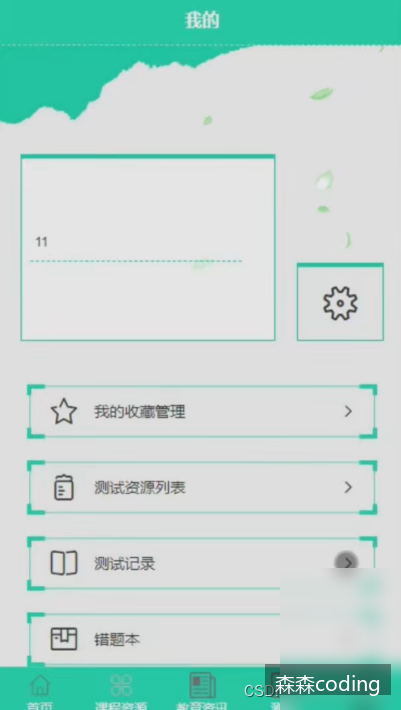 我的
11
我的收藏管理
测试资源列表
测试记录
错题本
首页
课程资源
教育资讯
CSD
森森coding